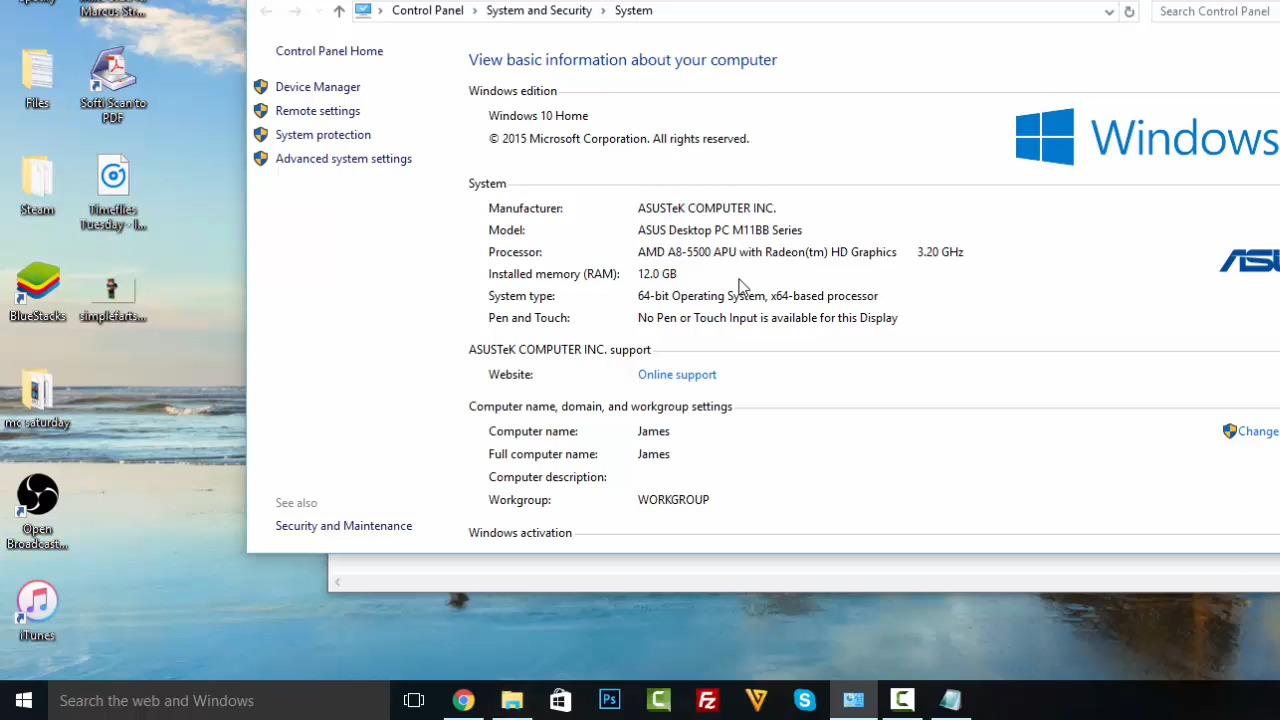 Marcus Str...
Control Panel > System and Security > System
Search Control Panel
Control Panel Home
Device Manager
Remote settings
System protection
Advanced system settings
See also
Security and Maintenance
View basic information about your computer
Windows edition
Windows 10 Home
© 2015 Microsoft Corporation. All rights reserved.
Windows
System
Manufacturer: ASUSTeK COMPUTER INC.
Model: ASUS Desktop PC M11BB Series
Processor: AMD A8-5500 APU with Radeon(tm) HD Graphics 3.20 GHz
Installed memory (RAM): 12.0 GB
System type: 64-bit Operating System, x64-based processor
Pen and Touch: No Pen or Touch Input is available for this Display
ASUSTeK COMPUTER INC. support
Website: Online support
Computer name, domain, and workgroup settings
Computer name: James
Change
Full computer name: James
Computer description:
Workgroup: WORKGROUP
Windows activation
Files
Softi Scan to
PDF
Steam
Timeflies
Tuesday - I...
BlueStacks
simplefarts...
mc saturday
Open
Broadcast...
iTunes
Search the web and Windows
Ps